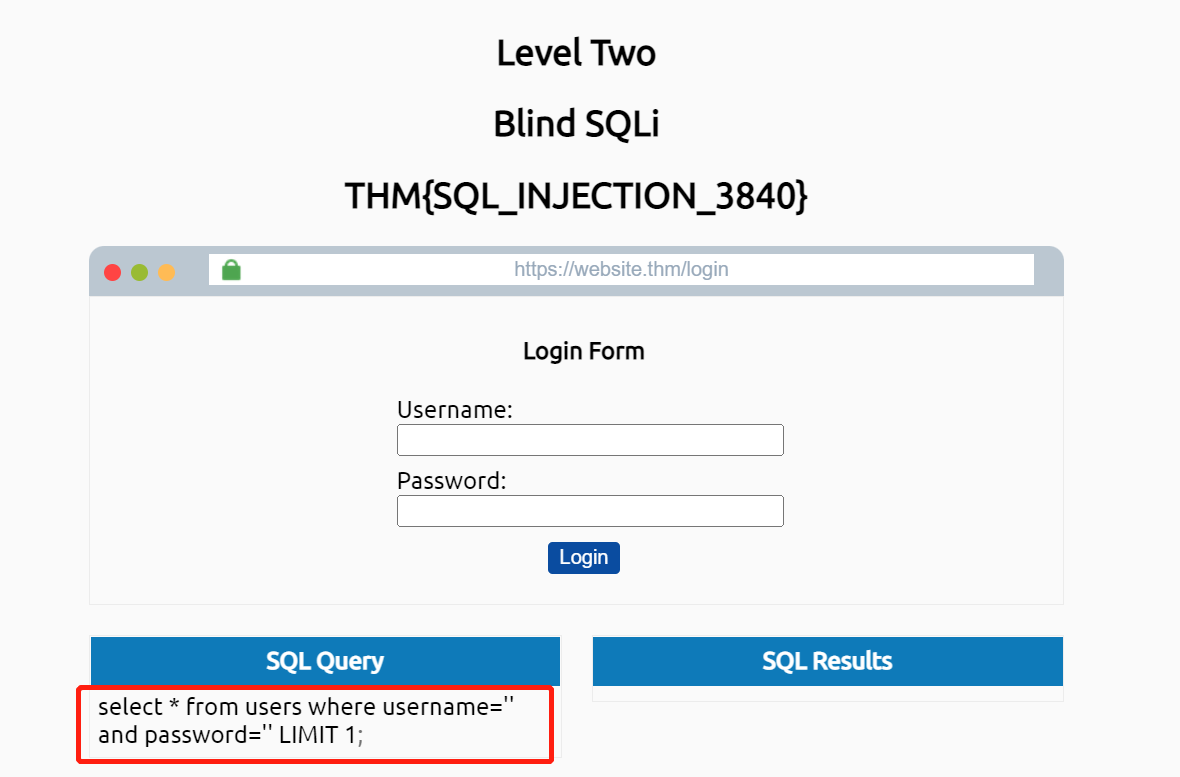 Level Two
Blind SQLi
THM{SQL_INJECTION_3840}
https://website.thm/login
Login Form
Username:
Password:
Login
SQL Query
SQL Results
select * from users where username=''
and password='' LIMIT 1;